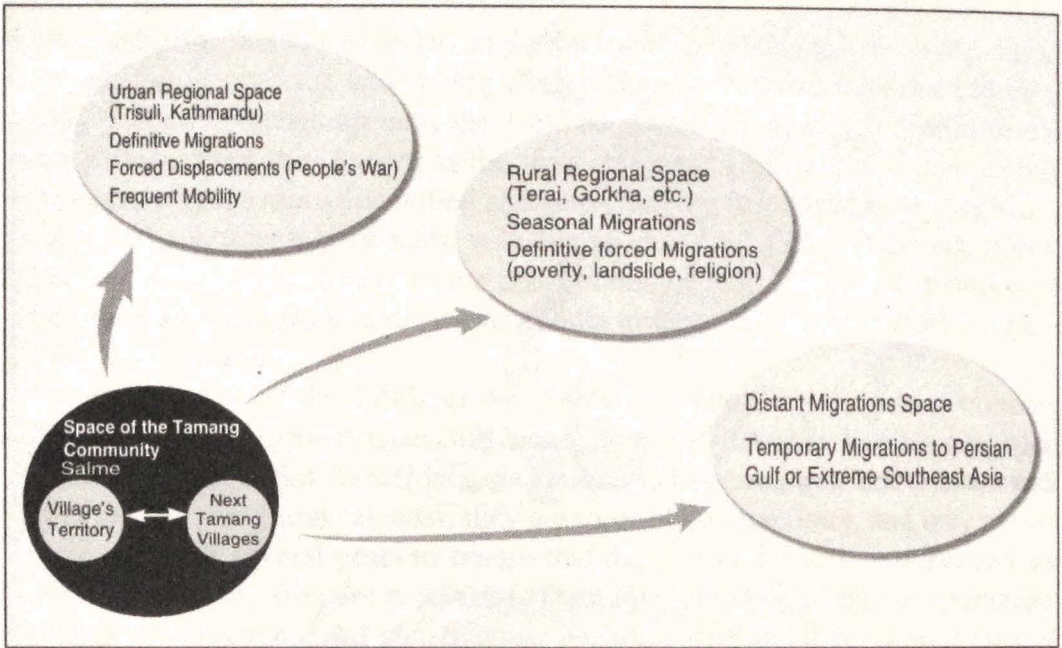 Urban Regional Space
(Trisuli, Kathmandu)
Definitive Migrations
Forced Displacements (People's War)
Frequent Mobility
Rural Regional Space
(Terai, Gorkha, etc.)
Seasonal Migrations
Definitive forced Migrations
(poverty, landslide, religion)
Distant Migrations Space
Temporary Migrations to Persian
Gulf or Extreme Southeast Asia
Space of the Tamang
Community
Salme
Village's
Territory
Next
Tamang
Villages